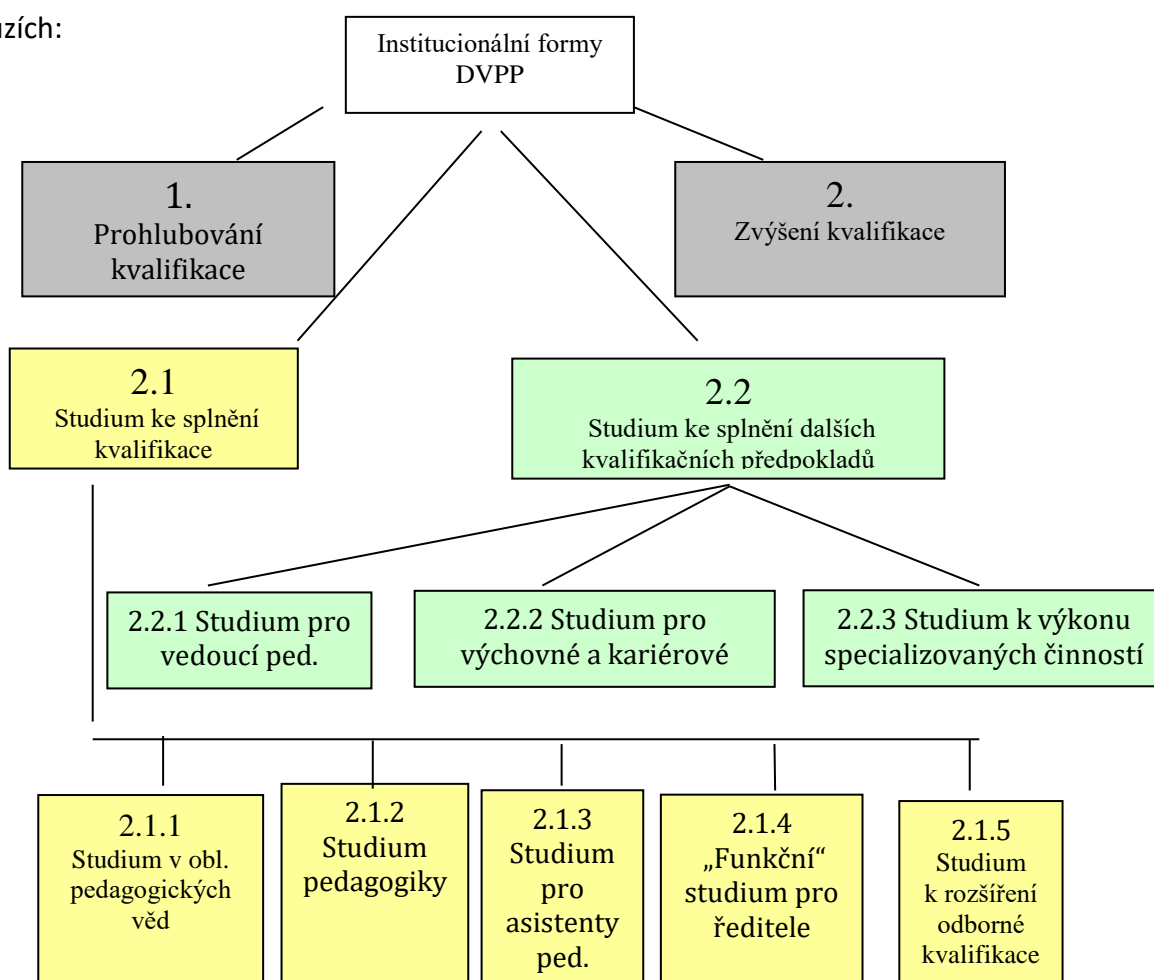 Institucionální formy
DVPP
1.
Prohlubování
kvalifikace
2.
Zvýšení kvalifikace
2.1
Studium ke splnění
kvalifikace
2.2
Studium ke splnění dalších
kvalifikačních předpokladů
2.2.1 Studium pro
vedoucí ped.
2.2.2 Studium pro
výchovné a kariérové
2.2.3 Studium k výkonu
specializovaných činností
2.1.1
Studium v obl.
pedagogických
věd
2.1.2
Studium
pedagogiky
2.1.3
Studium
pro
asistenty
ped.
2.1.4
„Funkční“
studium pro
ředitele
2.1.5
Studium
k rozšíření
odborné
kvalifikace